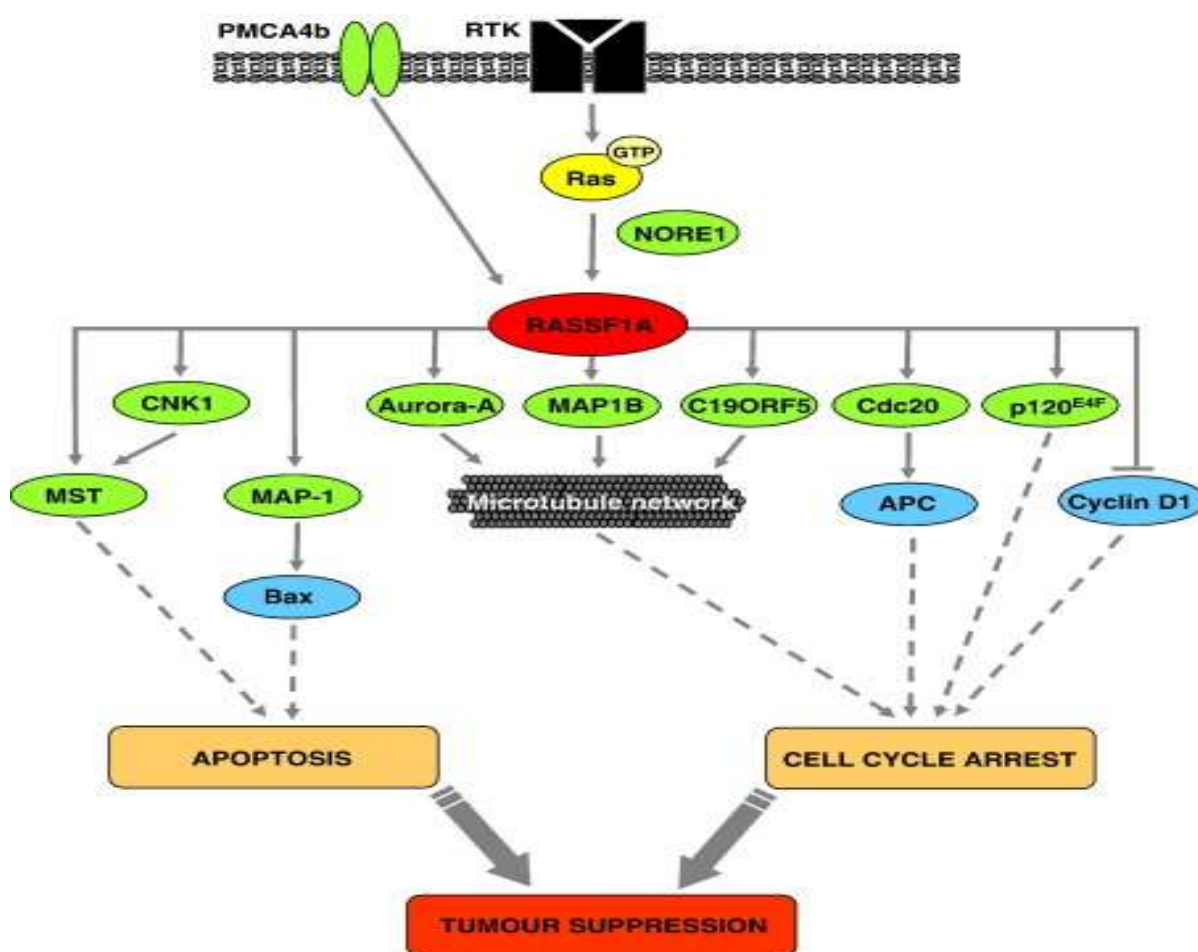 PMCA4b
RTK
GTP
Ras
NORE1
RASSF1A
CNK1
Aurora-A
MAP1B
C19ORF5
Cdc20
p120E4F
MST
MAP-1
Microtubule network
APC
Cyclin D1
Bax
APOPTOSIS
CELL CYCLE ARREST
TUMOUR SUPPRESSION